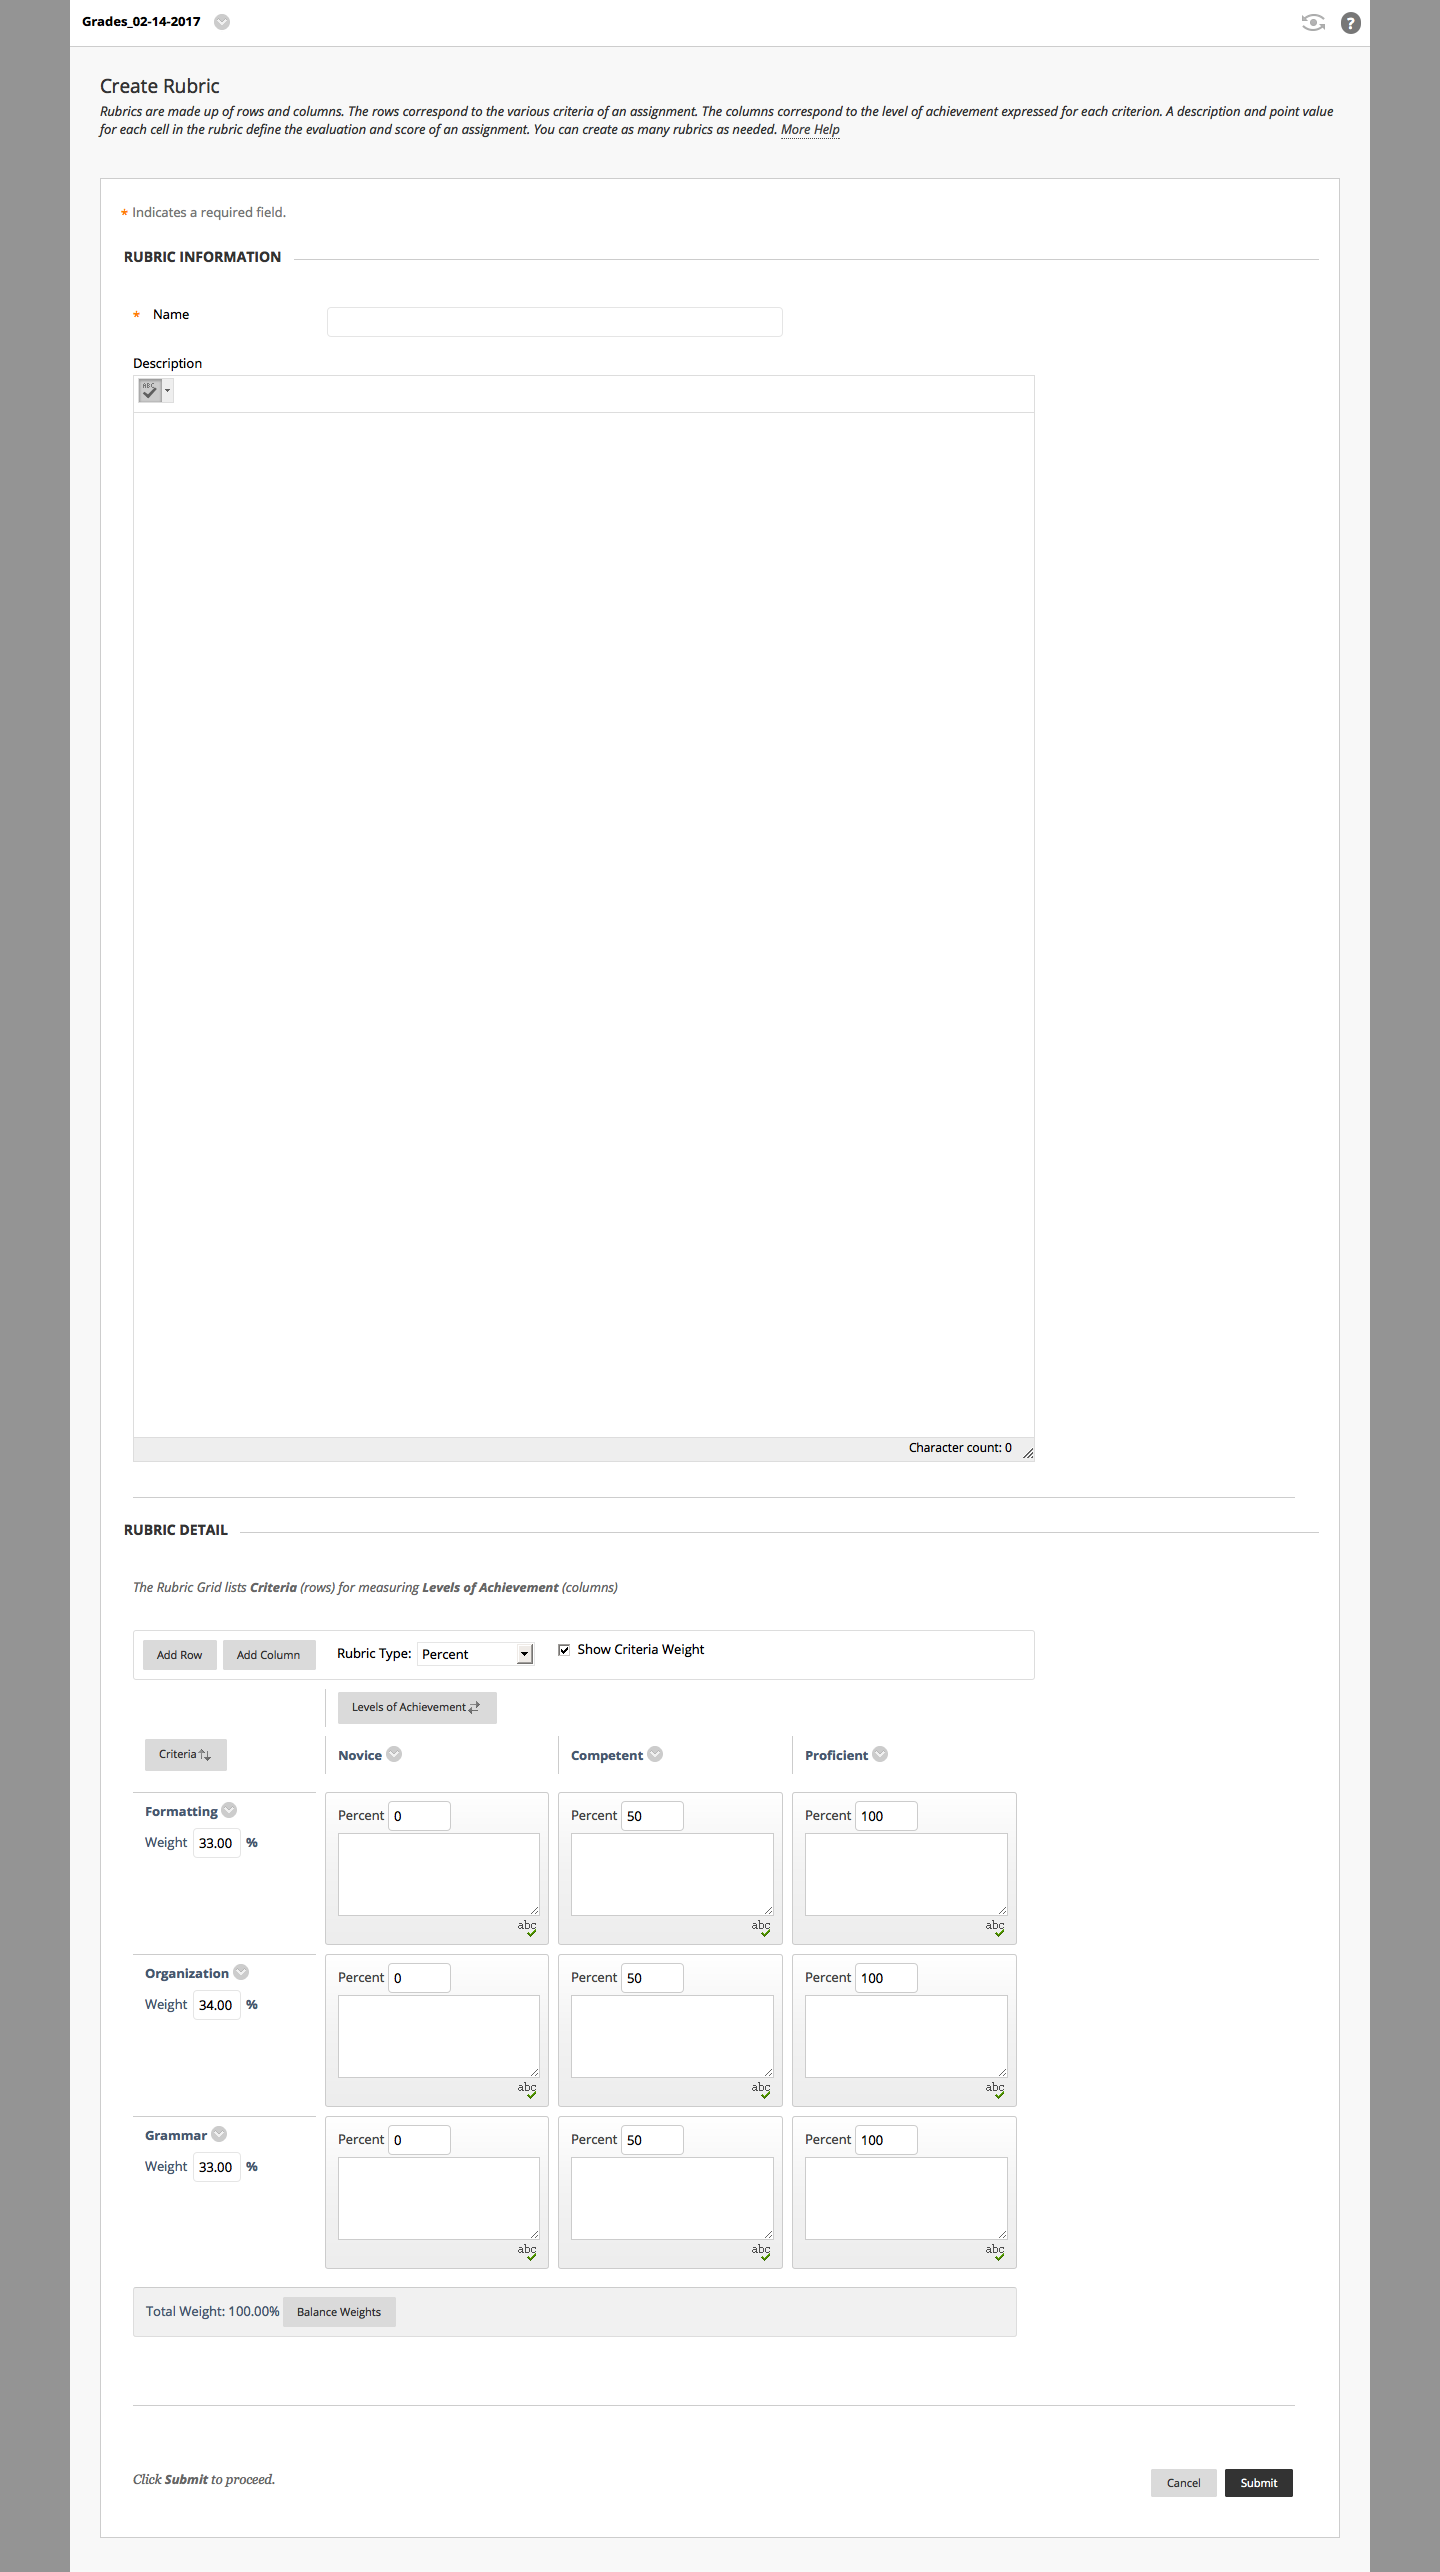 Grades_02-14-2017
Create Rubric
Rubrics are made up of rows and columns. The rows correspond to the various criteria of an assignment. The columns correspond to the level of achievement expressed for each criterion. A description and point value
for each cell in the rubric define the evaluation and score of an assignment. You can create as many rubrics as needed. More Help
* Indicates a required field.
RUBRIC INFORMATION
* Name
Description
ABC
Character count: 0
RUBRIC DETAIL
The Rubric Grid lists Criteria (rows) for measuring Levels of Achievement (columns)
Add Row Add Column Rubric Type: Percent Show Criteria Weight
Levels of Achievement
Criteria Novice Competent Proficient
Formatting Percent 0 Percent 50 Percent 100
Weight 33.00 %
abc abc abc
Organization Percent 0 Percent 50 Percent 100
Weight 34.00 %
abc abc abc
Grammar Percent 0 Percent 50 Percent 100
Weight 33.00 %
abc abc abc
Total Weight: 100.00% Balance Weights
Click Submit to proceed. Cancel Submit